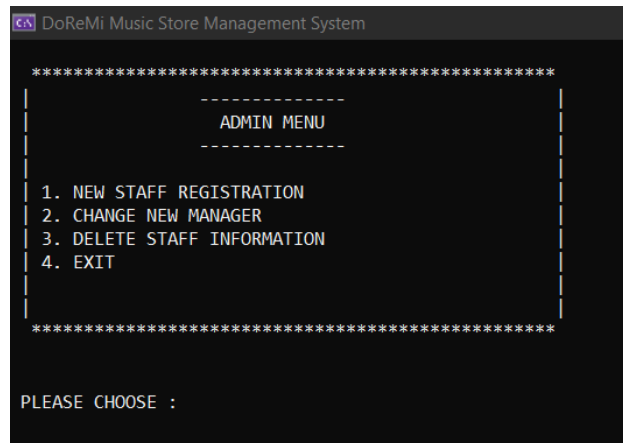 DoReMi Music Store Management System
**************************************************
--------------
ADMIN MENU
--------------
1. NEW STAFF REGISTRATION
2. CHANGE NEW MANAGER
3. DELETE STAFF INFORMATION
4. EXIT
**************************************************
PLEASE CHOOSE :